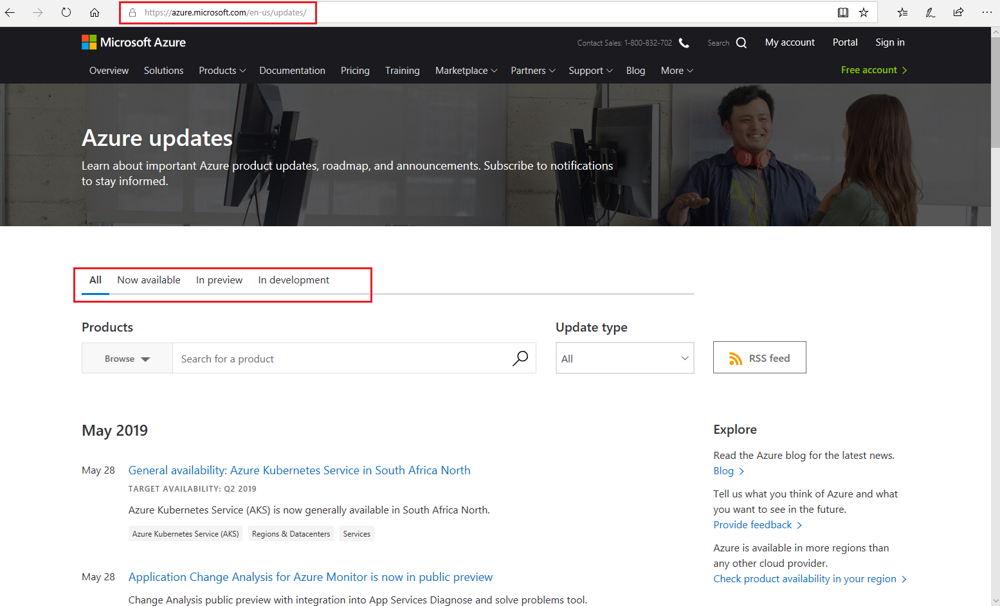 https://azure.microsoft.com/en-us/updates/
Microsoft Azure
Contact Sales: 1-800-832-702
Search
My account
Portal
Sign in
Overview
Solutions
Products
Documentation
Pricing
Training
Marketplace
Partners
Support
Blog
More
Free account
Azure updates
Learn about important Azure product updates, roadmap, and announcements. Subscribe to notifications
to stay informed.
All
Now available
In preview
In development
Products
Update type
Browse
Search for a product
All
RSS feed
May 2019
May 28
General availability: Azure Kubernetes Service in South Africa North
TARGET AVAILABILITY: Q2 2019
Azure Kubernetes Service (AKS) is now generally available in South Africa North.
Azure Kubernetes Service (AKS)
Regions & Datacenters
Services
May 28
Application Change Analysis for Azure Monitor is now in public preview
Change Analysis public preview with integration into App Services Diagnose and solve problems tool.
Explore
Read the Azure blog for the latest news.
Blog
Tell us what you think of Azure and what
you want to see in the future.
Provide feedback
Azure is available in more regions than
any other cloud provider.
Check product availability in your region